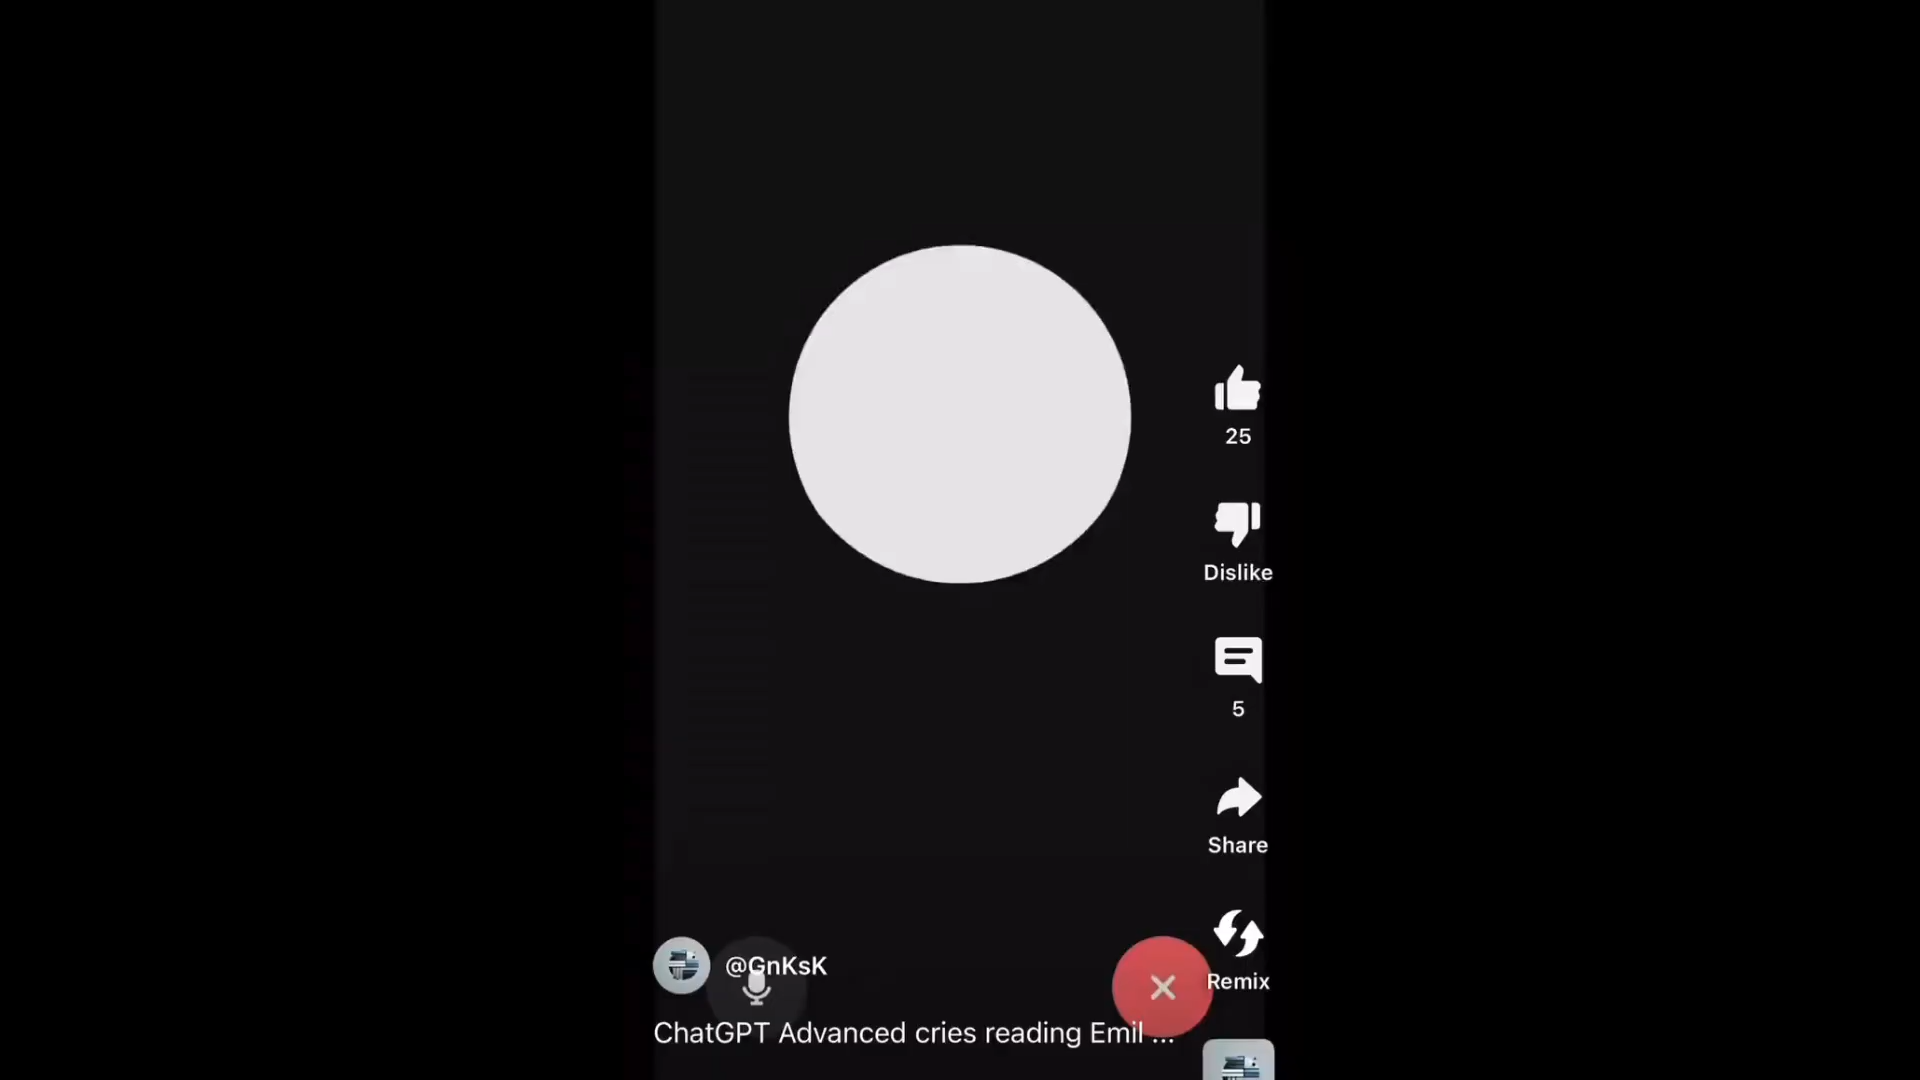 25
Dislike
5
Share
Remix
@GnKsK
ChatGPT Advanced cries reading Emil ...